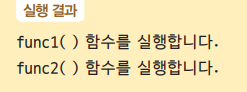 실행 결과
func1( ) 함수를 실행합니다.
func2( ) 함수를 실행합니다.